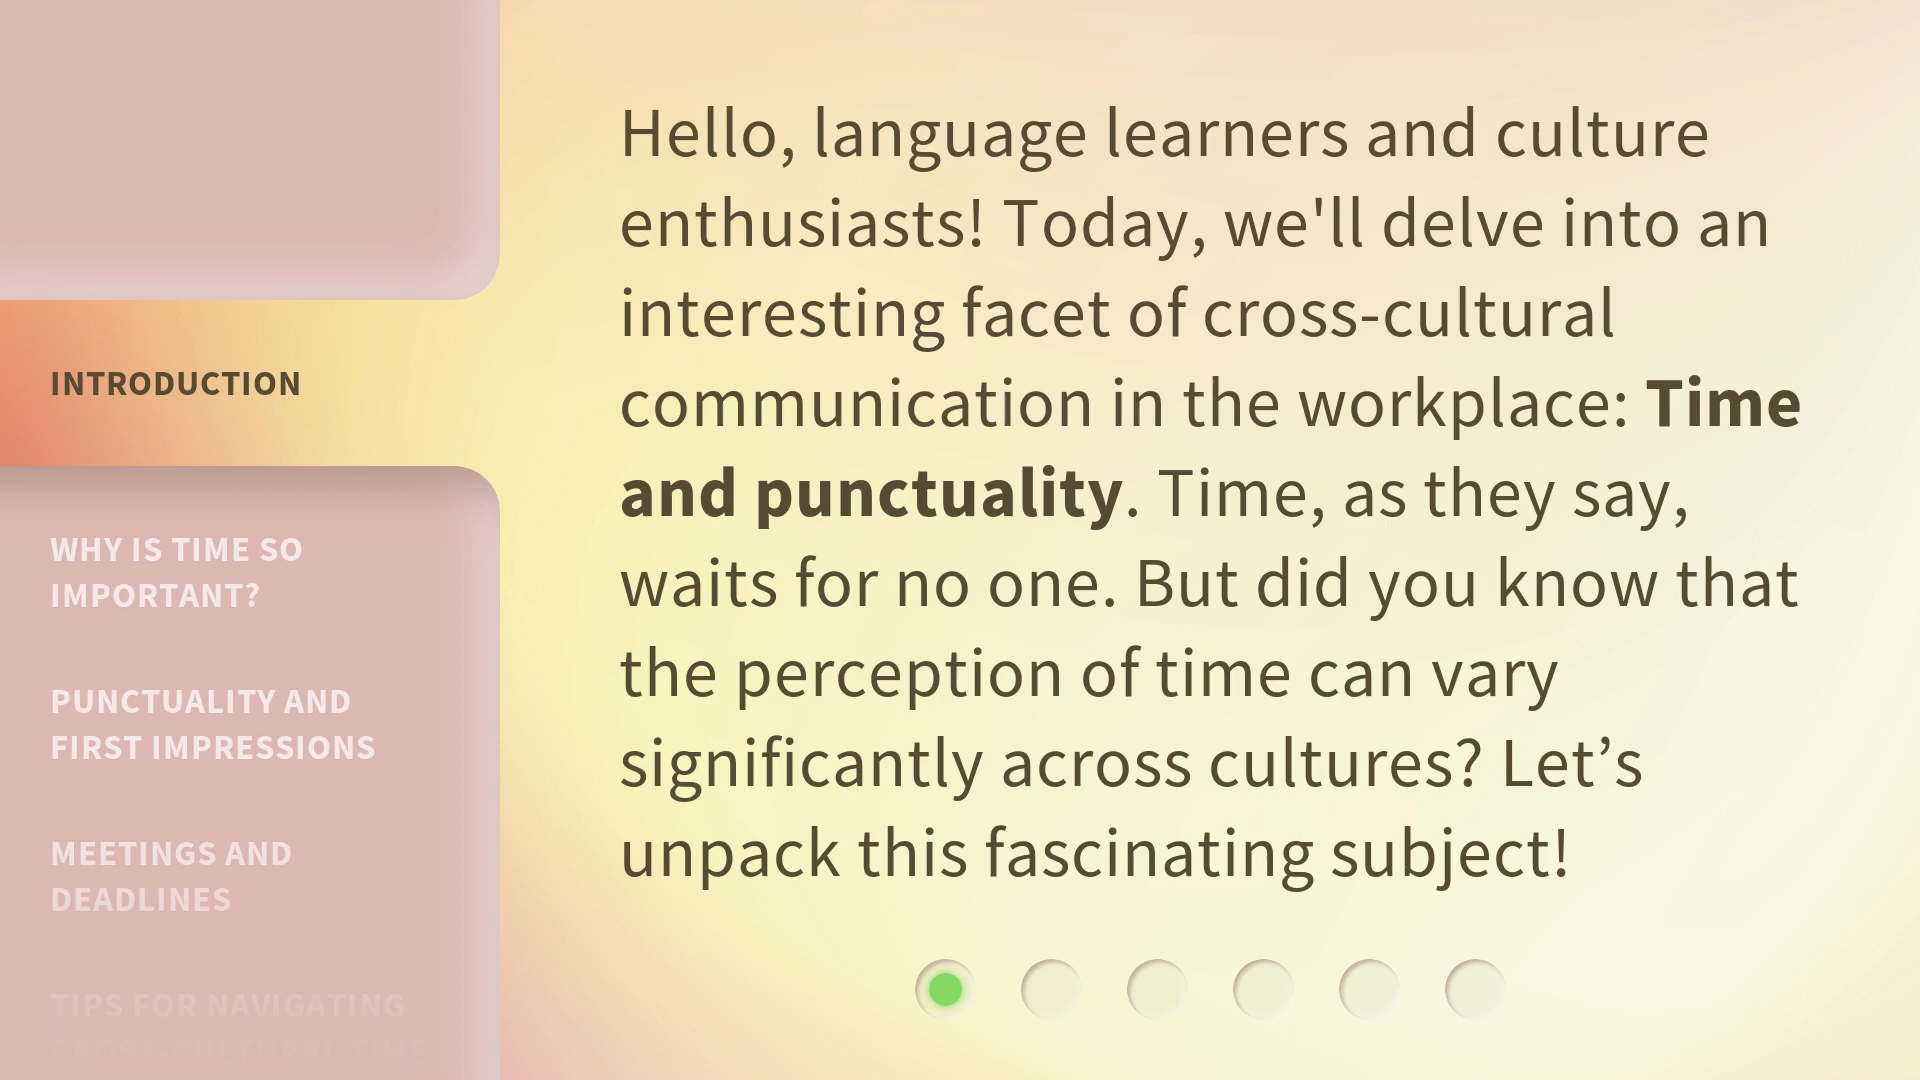 INTRODUCTION
WHY IS TIME SO
IMPORTANT?
PUNCTUALITY AND
FIRST IMPRESSIONS
MEETINGS AND
DEADLINES
TIPS FOR NAVIGATING
CROSS-CULTURAL TIME
Hello, language learners and culture
enthusiasts! Today, we'll delve into an
interesting facet of cross-cultural
communication in the workplace: Time
and punctuality. Time, as they say,
waits for no one. But did you know that
the perception of time can vary
significantly across cultures? Let’s
unpack this fascinating subject!